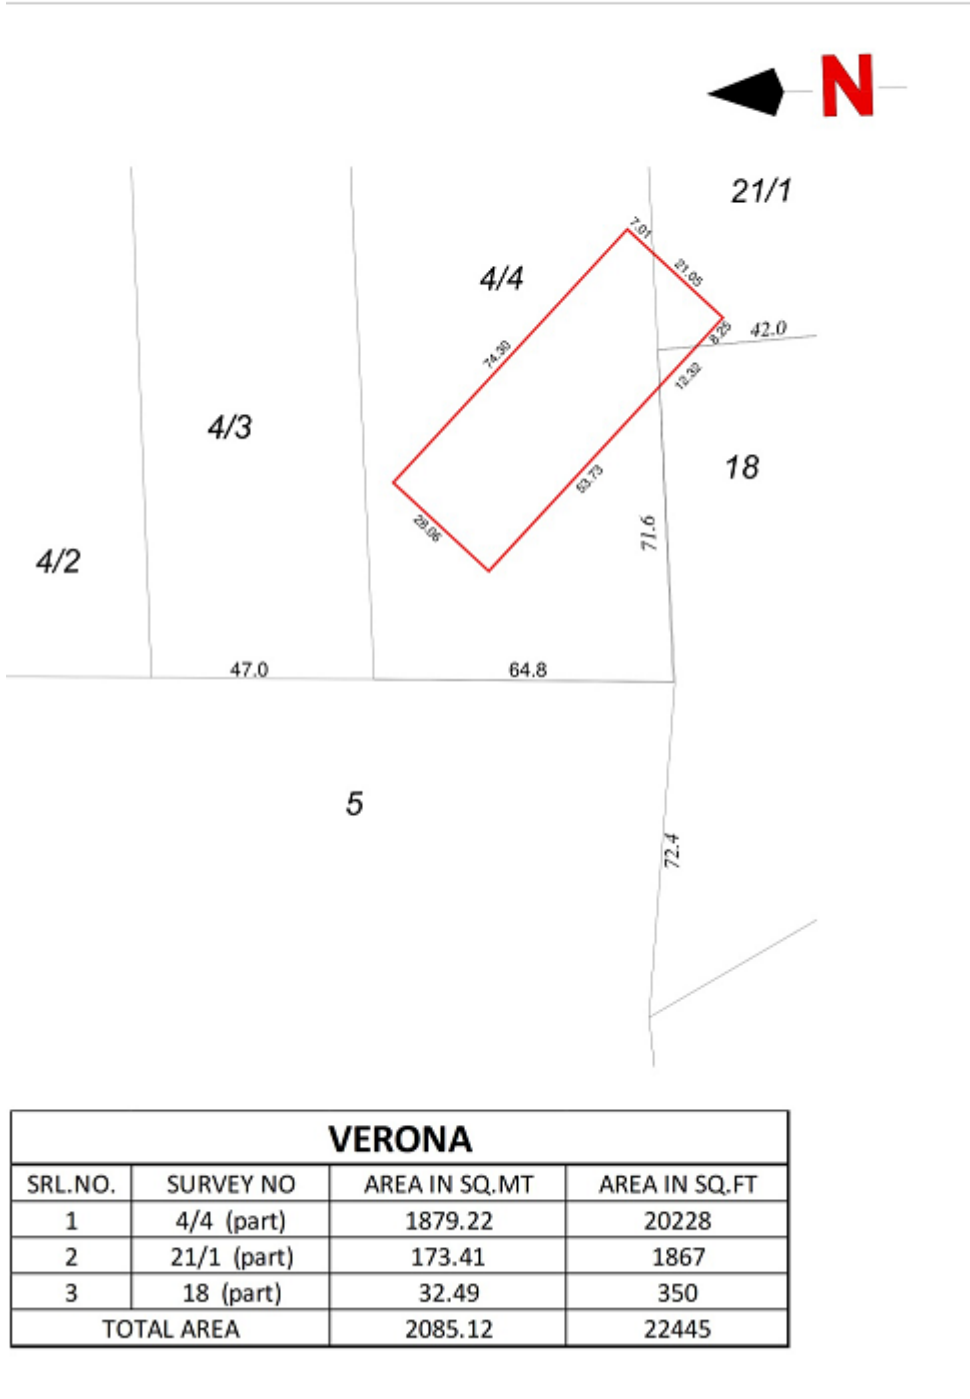 N
21/1
7.01
4/4
21.05
8.25
42.0
74.30
12.32
4/3
18
53.73
28.06
71.6
4/2
47.0
64.8
5
72.4
VERONA
SRL.NO. SURVEY NO AREA IN SQ.MT AREA IN SQ.FT
1 4/4 (part) 1879.22 20228
2 21/1 (part) 173.41 1867
3 18 (part) 32.49 350
TOTAL AREA 2085.12 22445